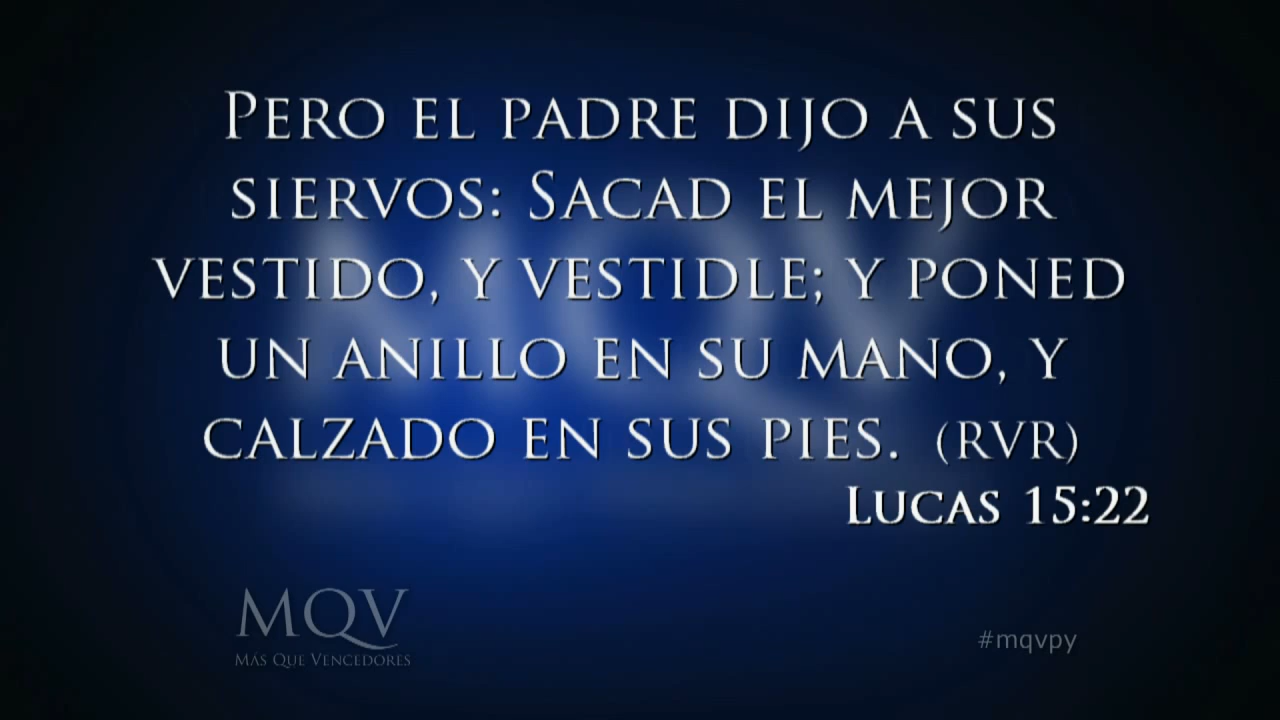 Pero el padre dijo a sus
siervos: Sacad el mejor
vestido, y vestidle; y poned
un anillo en su mano, y
calzado en sus pies. (RVR)
Lucas 15:22
MQV
Más Que Vencedores
#mqvpy